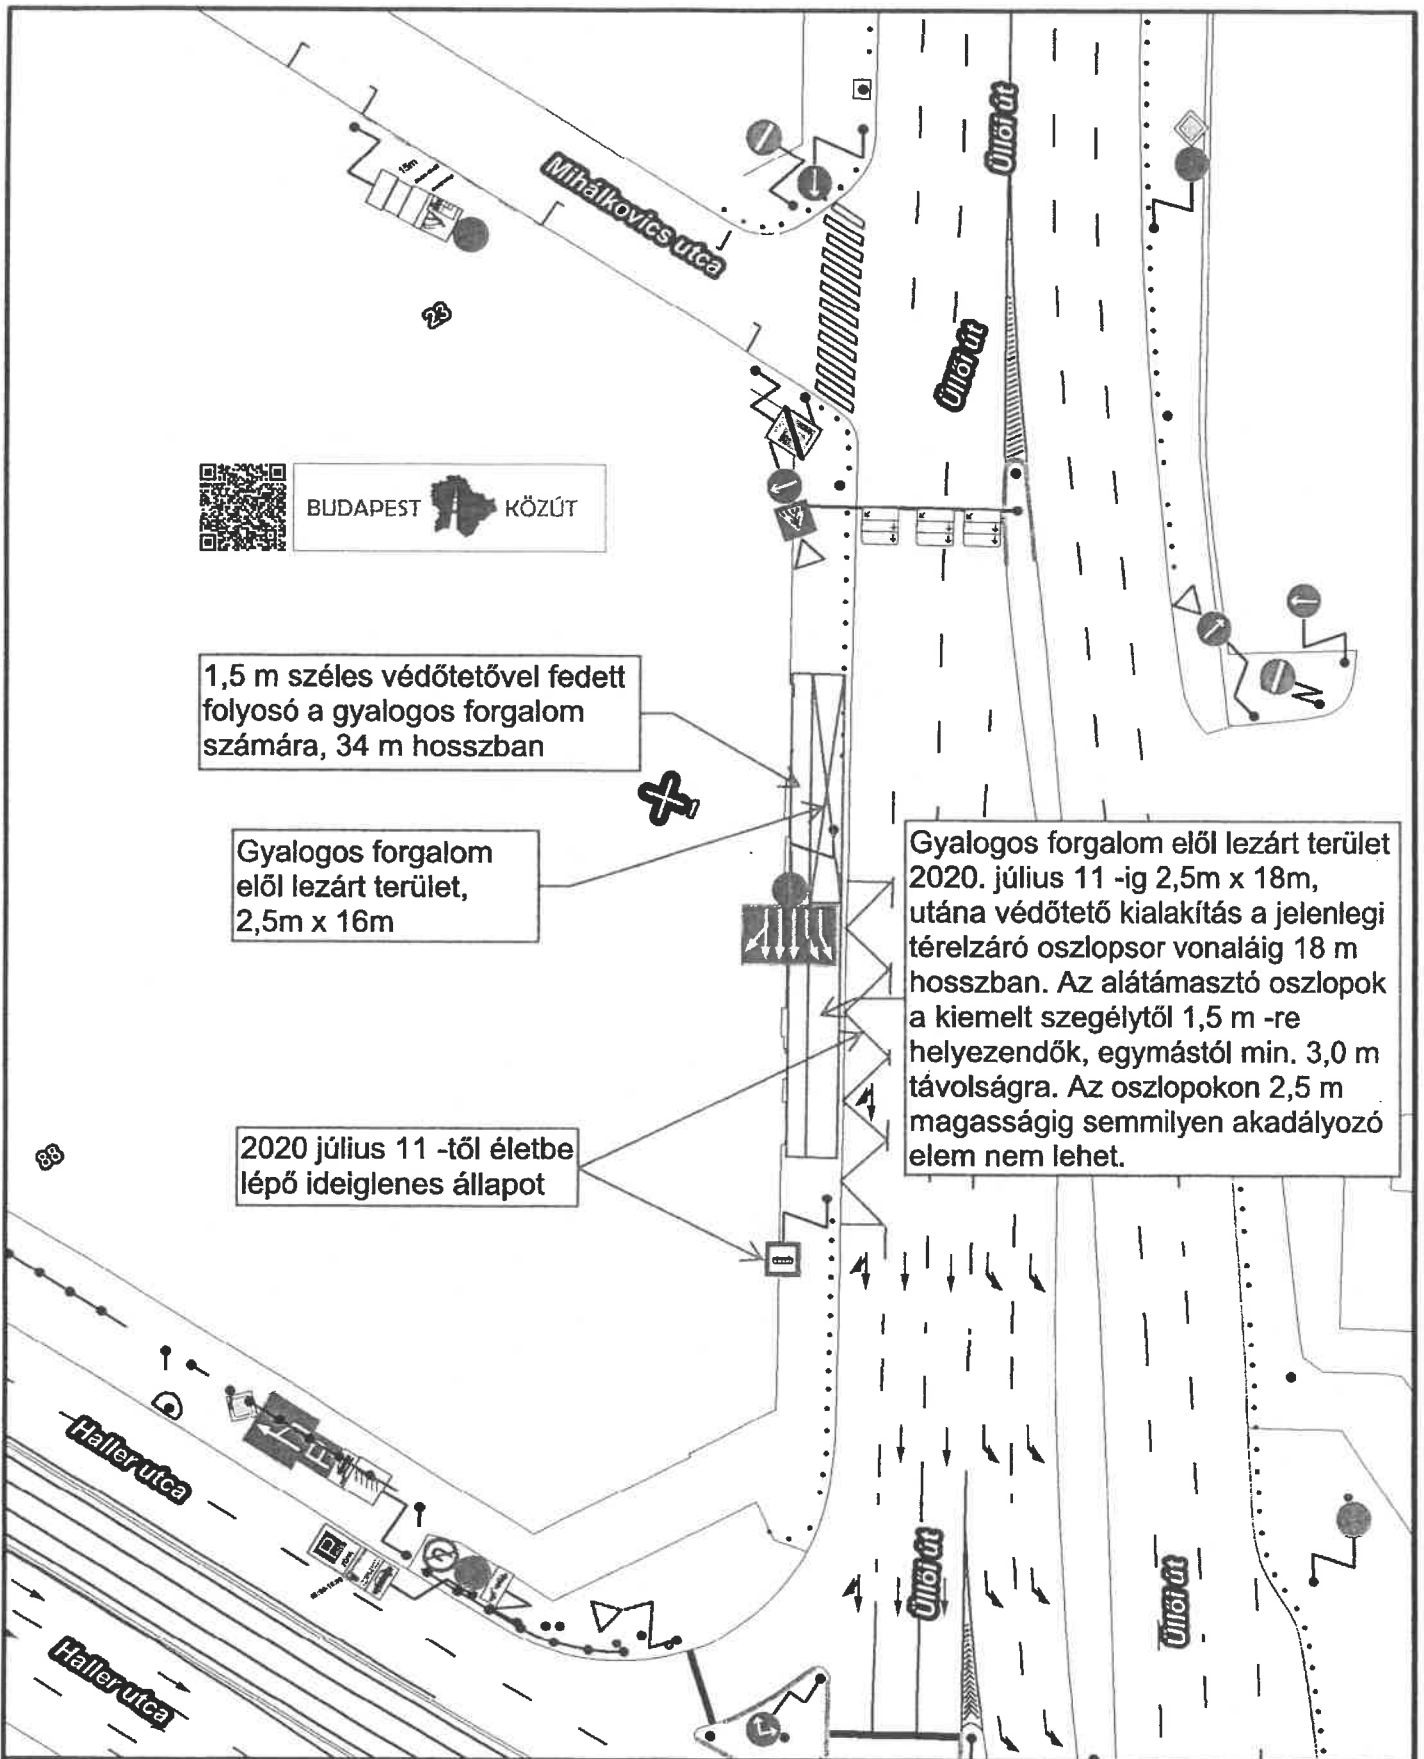 Üllői út
15m
Mihálkovics utca
23
Üllői út
BUDAPEST KÖZÚT
1,5 m széles védőtetővel fedett
folyosó a gyalogos forgalom
számára, 34 m hosszban
Gyalogos forgalom
elől lezárt terület,
2,5m x 16m
Gyalogos forgalom elől lezárt terület
2020. július 11 -ig 2,5m x 18m,
utána védőtető kialakítás a jelenlegi
térelzáró oszlopsor vonaláig 18 m
hosszban. Az alátámasztó oszlopok
a kiemelt szegélytől 1,5 m -re
helyezendők, egymástól min. 3,0 m
távolságra. Az oszlopokon 2,5 m
magasságig semmilyen akadályozó
elem nem lehet.
2020 július 11 -től életbe
lépő ideiglenes állapot
88
Haller utca
P
Üllői út
Üllői út
Haller utca